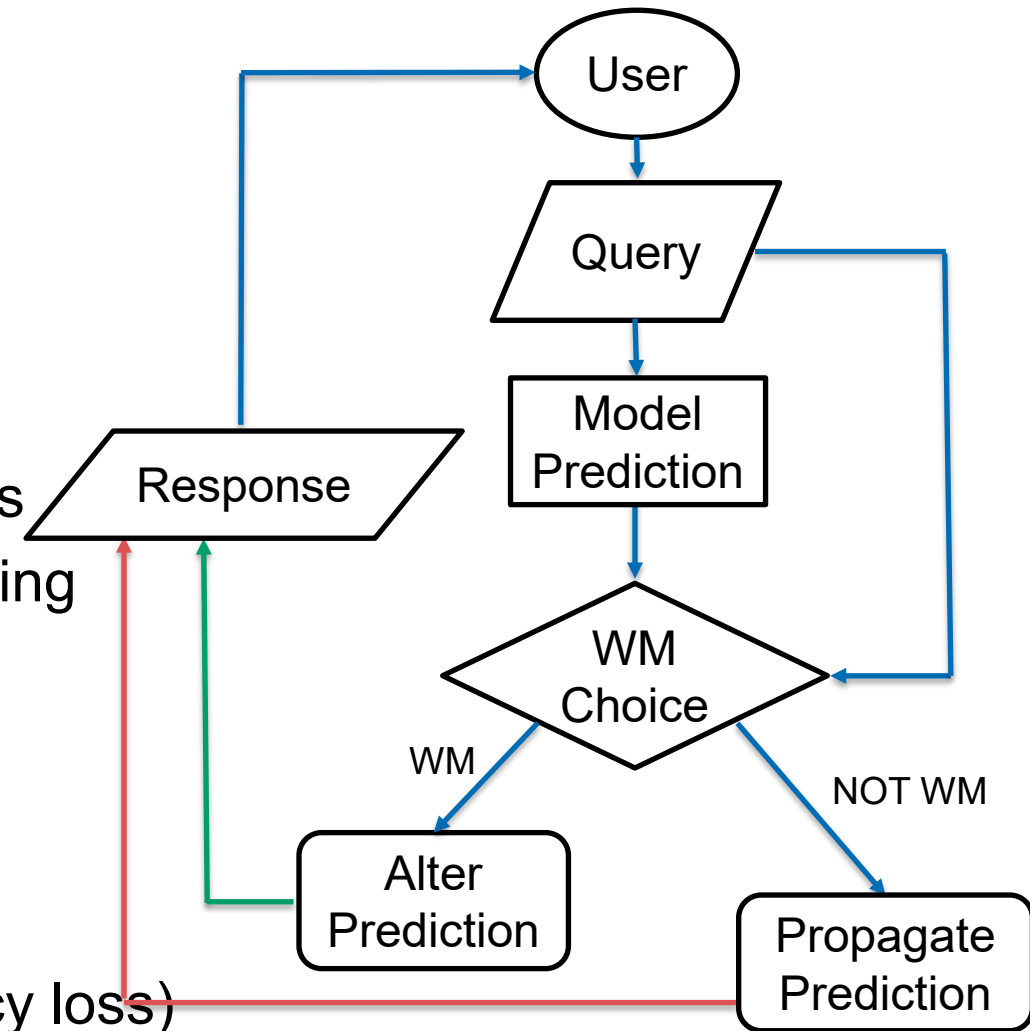 User
Query
Model
Prediction
Response
s
ing
WM
Choice
WM
NOT WM
Alter
Prediction
Propagate
Prediction
cy loss)